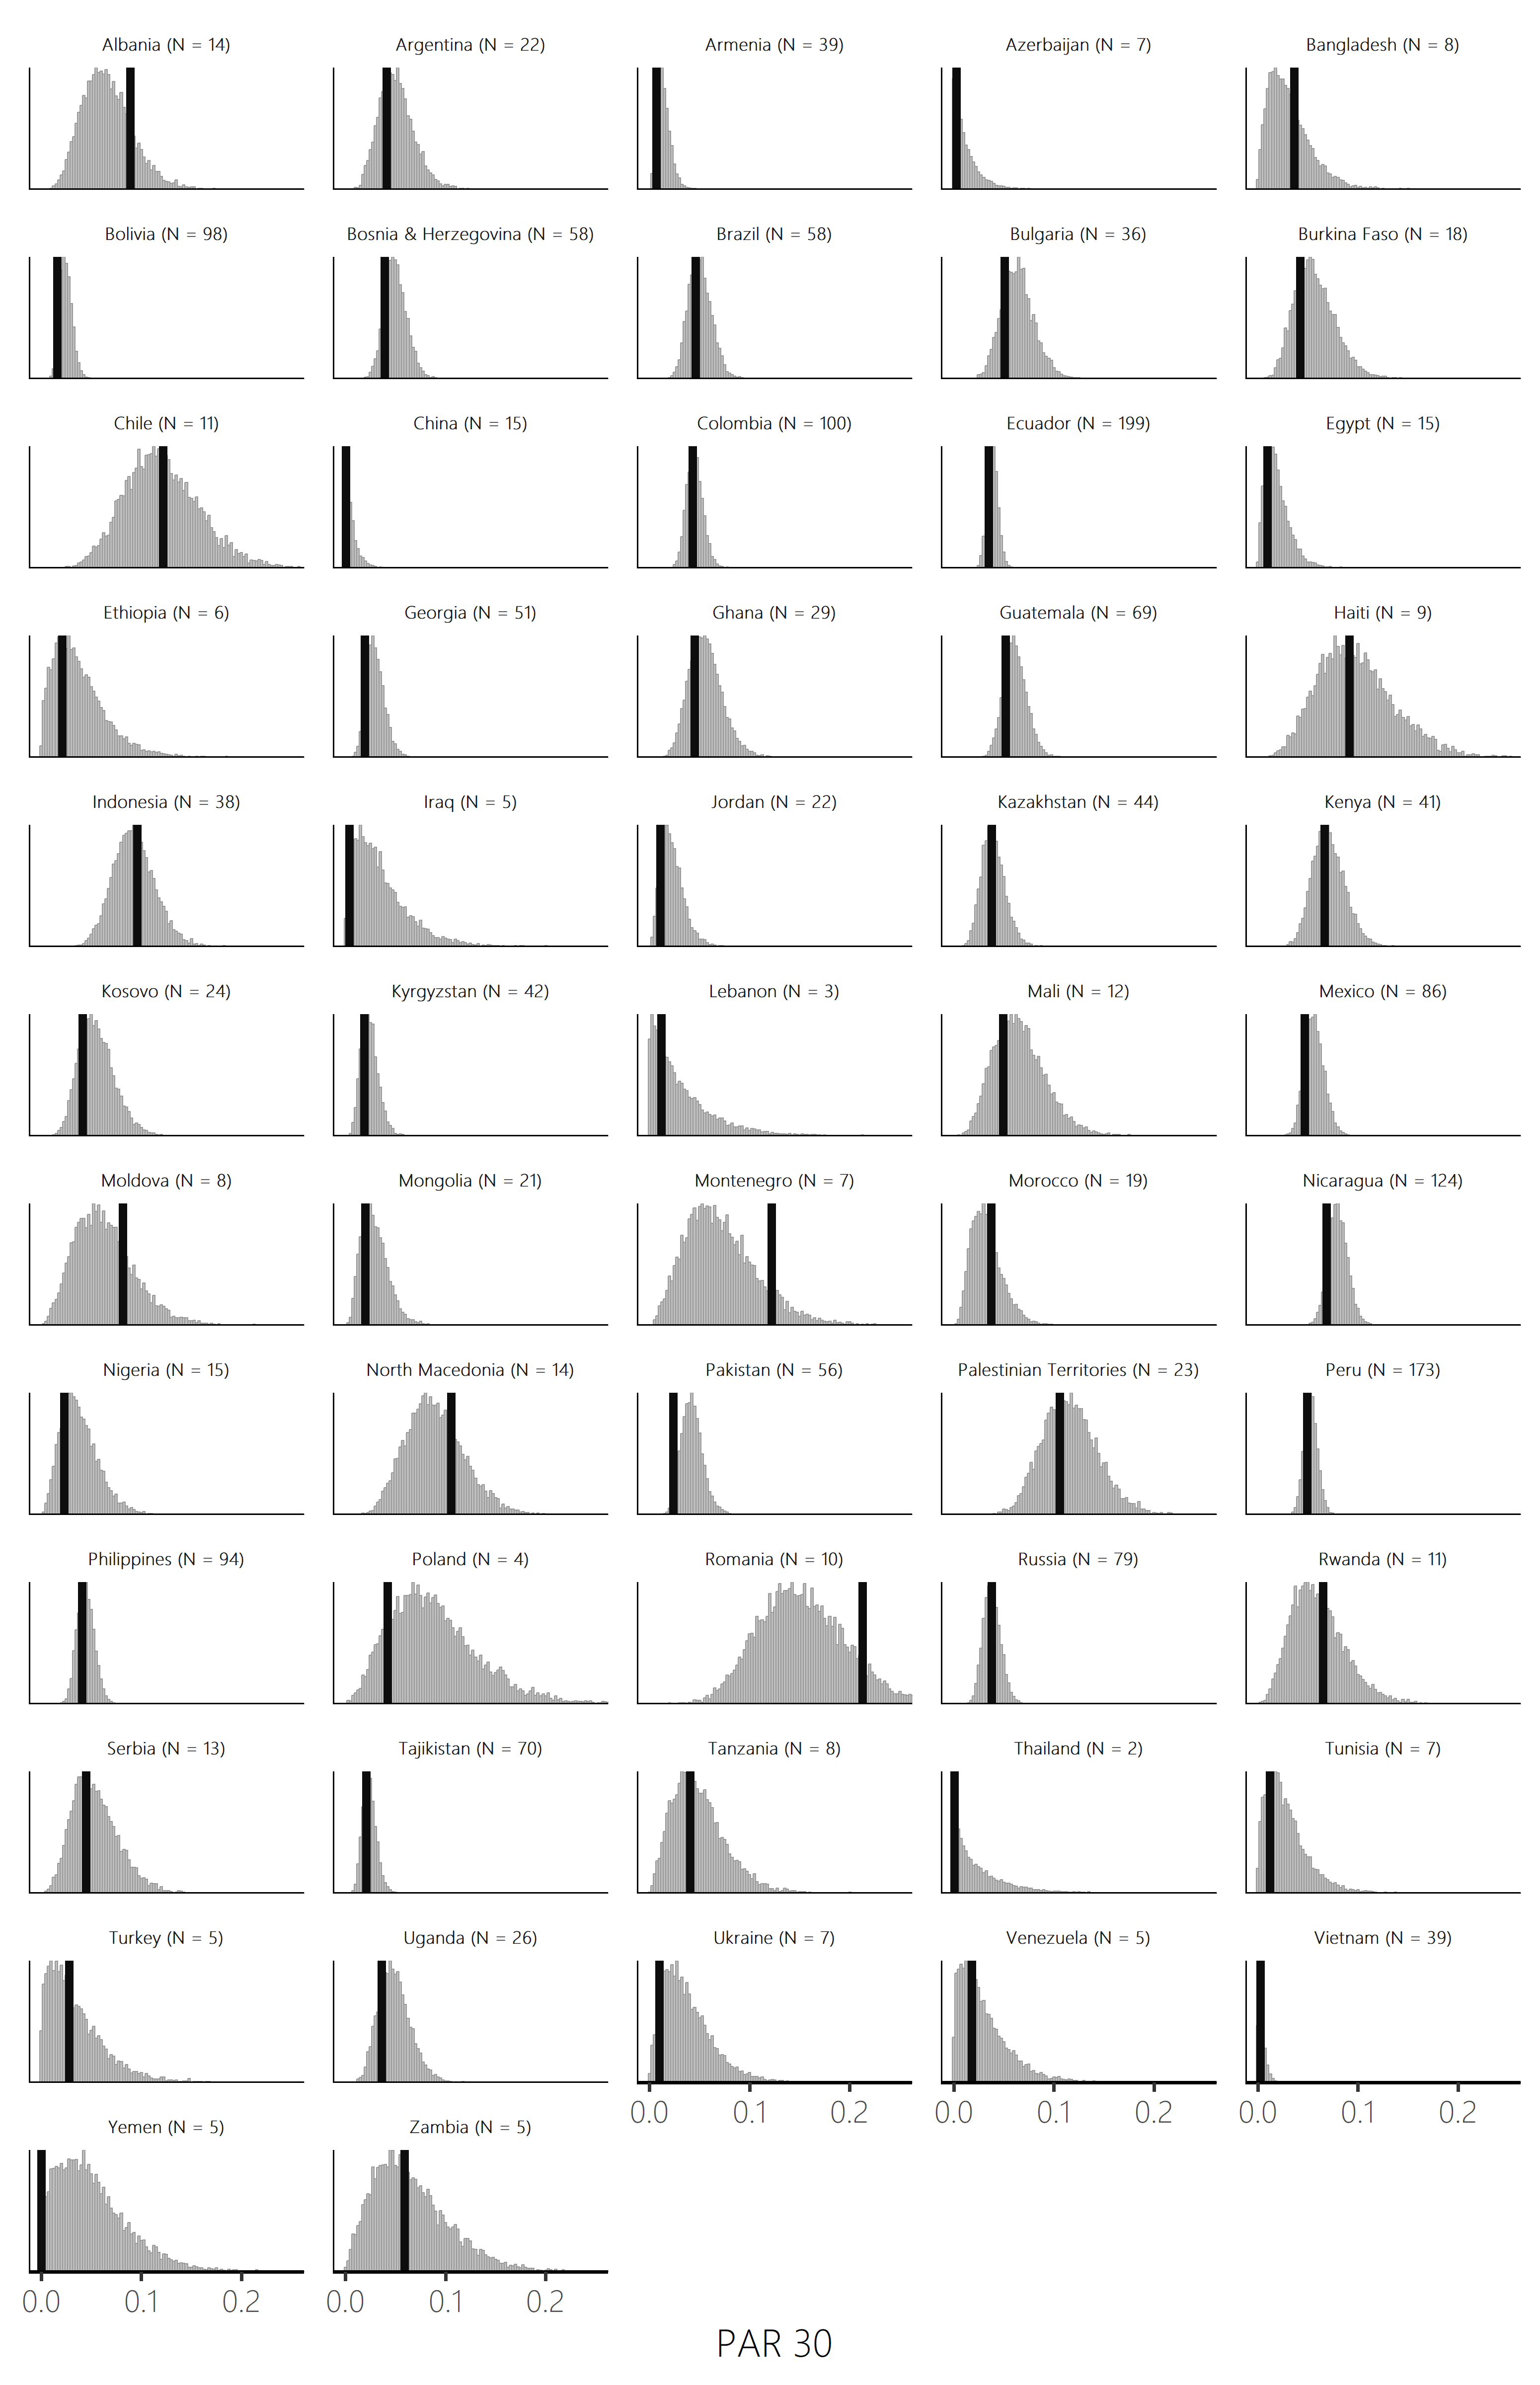 Albania (N = 14) Argentina (N = 22) Armenia (N = 39) Azerbaijan (N = 7) Bangladesh (N = 8)
Bolivia (N = 98) Bosnia & Herzegovina (N = 58) Brazil (N = 58) Bulgaria (N = 36) Burkina Faso (N = 18)
Chile (N = 11) China (N = 15) Colombia (N = 100) Ecuador (N = 199) Egypt (N = 15)
Ethiopia (N = 6) Georgia (N = 51) Ghana (N = 29) Guatemala (N = 69) Haiti (N = 9)
Indonesia (N = 38) Iraq (N = 5) Jordan (N = 22) Kazakhstan (N = 44) Kenya (N = 41)
Kosovo (N = 24) Kyrgyzstan (N = 42) Lebanon (N = 3) Mali (N = 12) Mexico (N = 86)
Moldova (N = 8) Mongolia (N = 21) Montenegro (N = 7) Morocco (N = 19) Nicaragua (N = 124)
Nigeria (N = 15) North Macedonia (N = 14) Pakistan (N = 56) Palestinian Territories (N = 23) Peru (N = 173)
Philippines (N = 94) Poland (N = 4) Romania (N = 10) Russia (N = 79) Rwanda (N = 11)
Serbia (N = 13) Tajikistan (N = 70) Tanzania (N = 8) Thailand (N = 2) Tunisia (N = 7)
Turkey (N = 5) Uganda (N = 26) Ukraine (N = 7) Venezuela (N = 5) Vietnam (N = 39)
0.0 0.1 0.2 0.0 0.1 0.2 0.0 0.1 0.2
Yemen (N = 5) Zambia (N = 5)
0.0 0.1 0.2 0.0 0.1 0.2
PAR 30